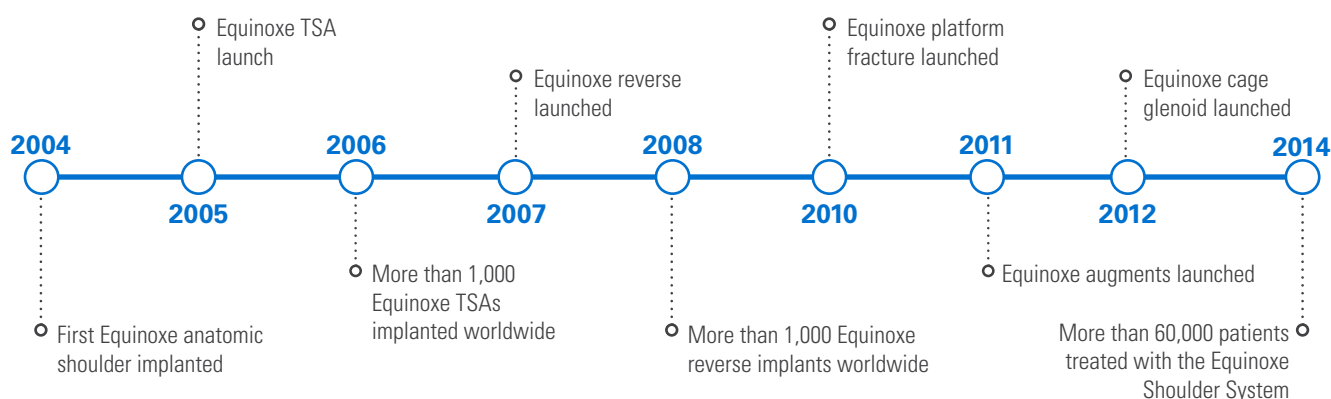 Equinoxe TSA
launch
Equinoxe platform
fracture launched
Equinoxe reverse
launched
Equinoxe cage
glenoid launched
2004
2006
2008
2011
2014
2005
2007
2010
2012
More than 1,000
Equinoxe TSAs
implanted worldwide
Equinoxe augments launched
First Equinoxe anatomic
shoulder implanted
More than 1,000 Equinoxe
reverse implants worldwide
More than 60,000 patients
treated with the Equinoxe
Shoulder System